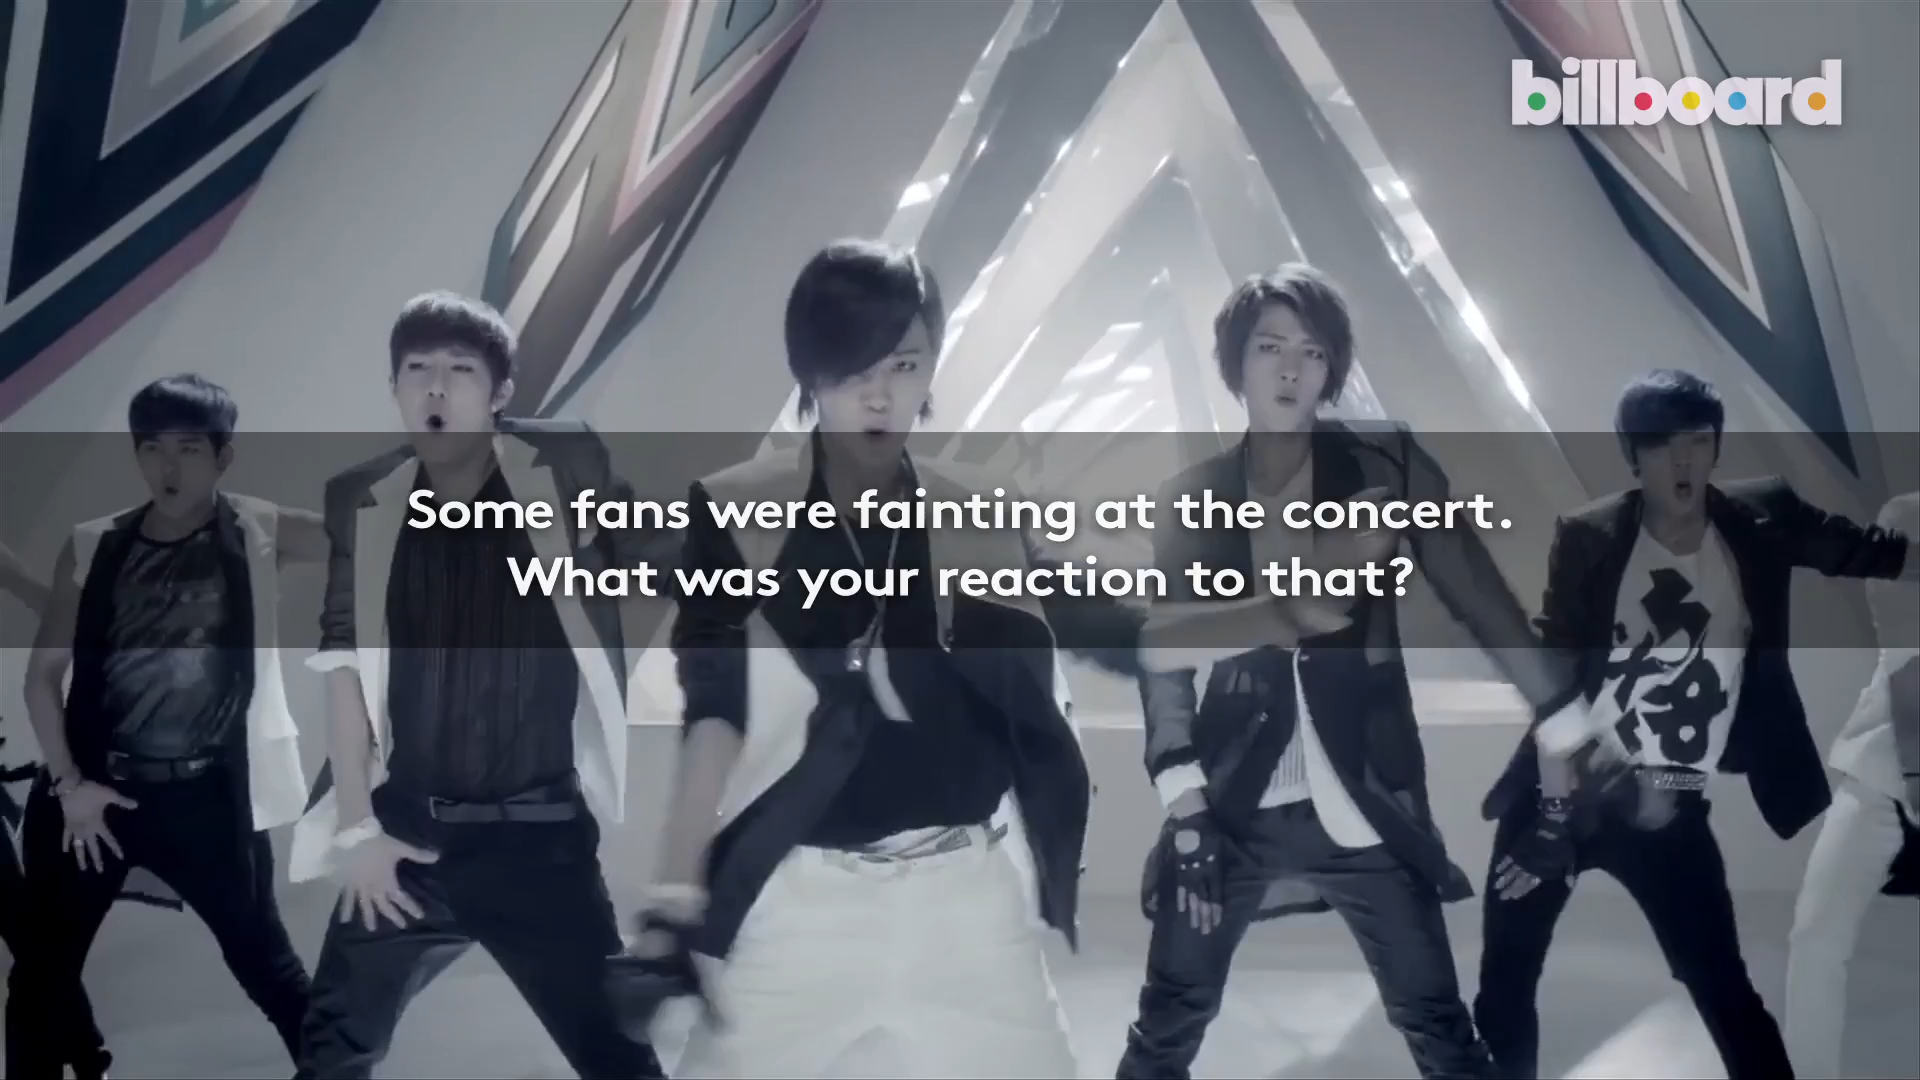 billboard
Some fans were fainting at the concert.
What was your reaction to that?